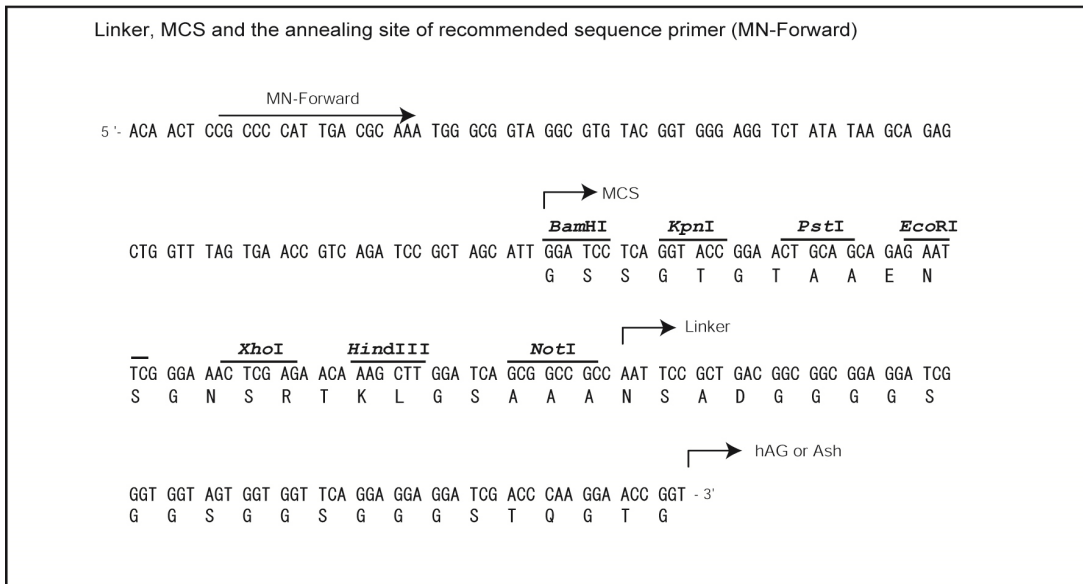 Linker, MCS and the annealing site of recommended sequence primer (MN-Forward)
MN-Forward
5 '- ACA ACT CCG CCC CAT TGA CGC AAA TGG GCG GTA GGC GTG TAC GGT GGG AGG TCT ATA TAA GCA GAG
MCS
BamHI KpnI PstI EcoRI
CTG GTT TAG TGA ACC GTC AGA TCC GCT AGC ATT GGA TCC TCA GGT ACC GGA ACT GCA GCA GAG AAT
G S S G T G T A A E N
Linker
XhoI HindIII NotI
TCG GGA AAC TCG AGA ACA AAG CTT GGA TCA GCG GCC GCC AAT TCC GCT GAC GGC GGC GGA GGA TCG
S G N S R T K L G S A A A N S A D G G G G S
hAG or Ash
GGT GGT AGT GGT GGT TCA GGA GGA GGA TCG ACC CAA GGA ACC GGT - 3'
G G S G G S G G G S T Q G T G